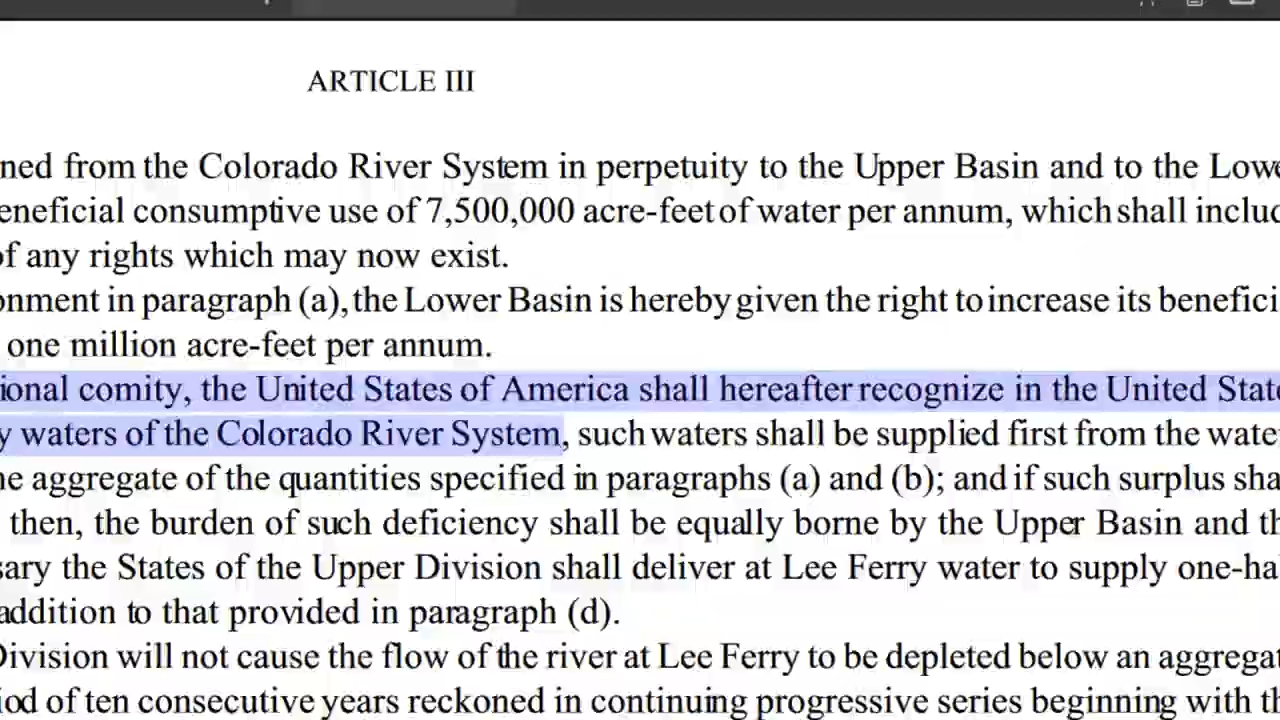 ARTICLE III
ned from the Colorado River System in perpetuity to the Upper Basin and to the Lowe
eneficial consumptive use of 7,500,000 acre-feet of water per annum, which shall includ
of any rights which may now exist.
onment in paragraph (a), the Lower Basin is hereby given the right to increase its benefici
one million acre-feet per annum.
ional comity, the United States of America shall hereafter recognize in the United State
y waters of the Colorado River System, such waters shall be supplied first from the wate
he aggregate of the quantities specified in paragraphs (a) and (b); and if such surplus sha
then, the burden of such deficiency shall be equally borne by the Upper Basin and th
sary the States of the Upper Division shall deliver at Lee Ferry water to supply one-ha
addition to that provided in paragraph (d).
Division will not cause the flow of the river at Lee Ferry to be depleted below an aggregat
iod of ten consecutive years reckoned in continuing progressive series beginning with th